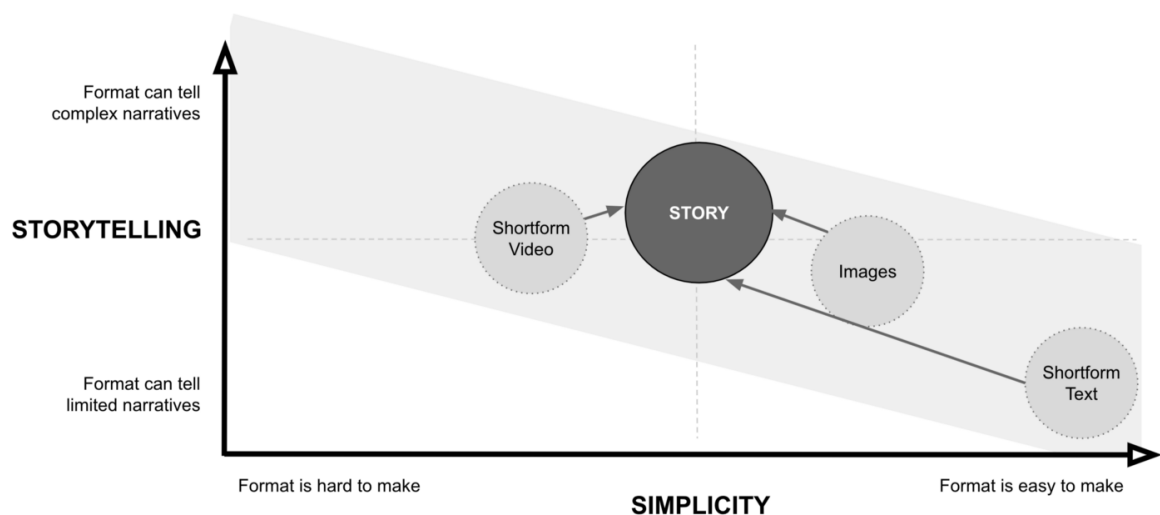 Format can tell
complex narratives
STORYTELLING
Shortform
Video
STORY
Images
Shortform
Text
Format can tell
limited narratives
Format is hard to make
SIMPLICITY
Format is easy to make